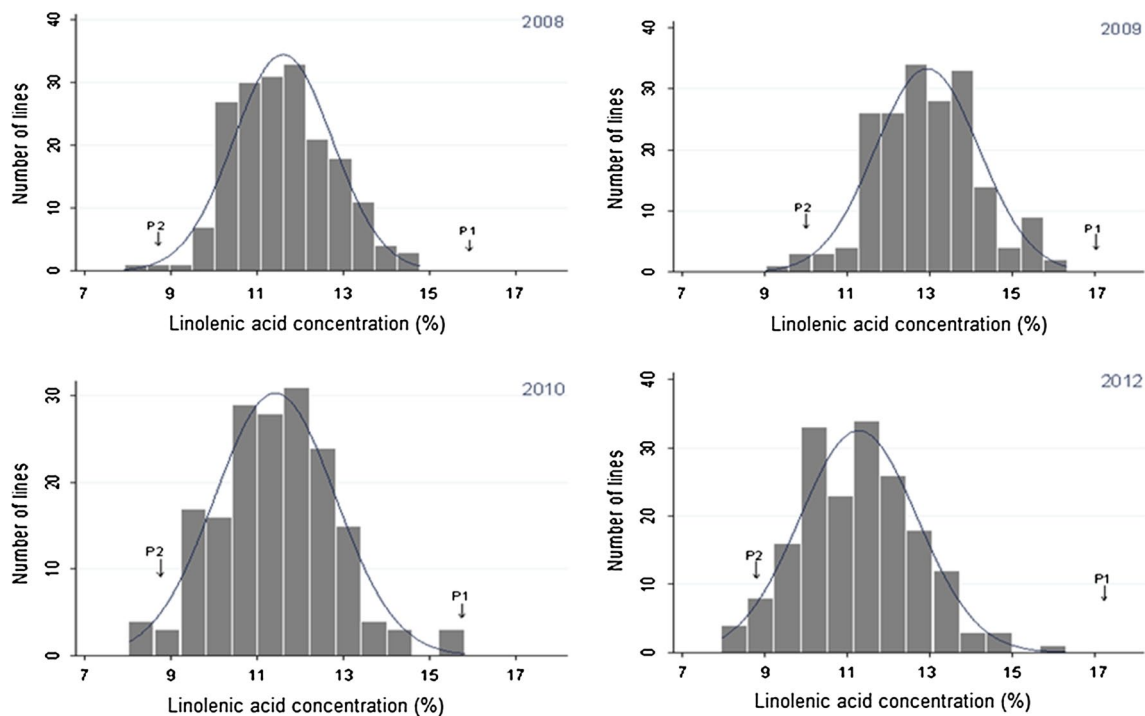 2008
Number of lines
40
30
20
10
0
P2
P1
7 9 11 13 15 17
Linolenic acid concentration (%)
2009
Number of lines
40
30
20
10
0
P2
P1
7 9 11 13 15 17
Linolenic acid concentration (%)
2010
Number of lines
30
20
10
0
P2
P1
7 9 11 13 15 17
Linolenic acid concentration (%)
2012
Number of lines
40
30
20
10
0
P2
P1
7 9 11 13 15 17
Linolenic acid concentration (%)